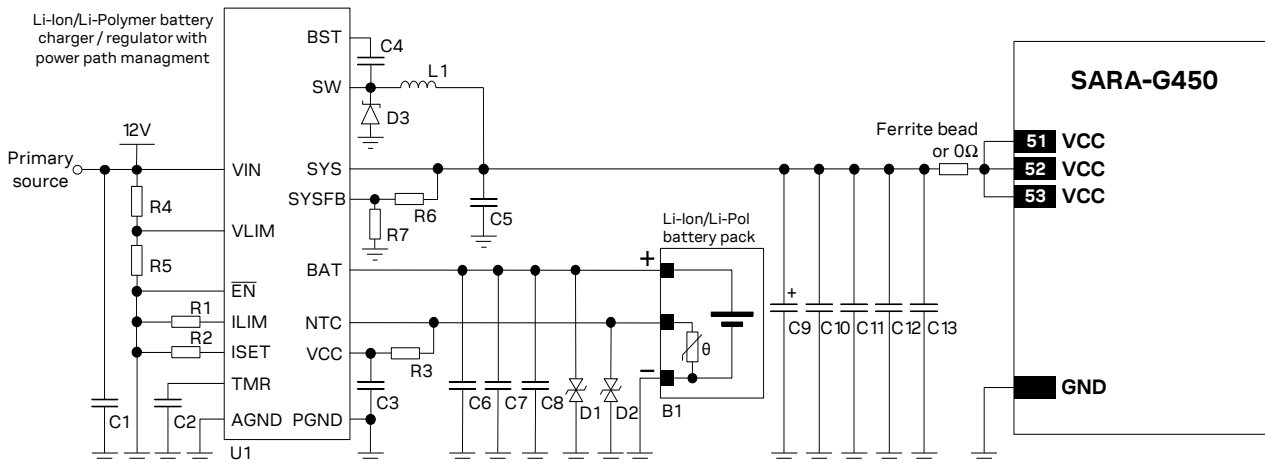 Li-Ion/Li-Polymer battery
charger / regulator with
power path managment
BST
C4
SW
L1
D3
SARA-G450
12V
Primary
source
VIN
SYS
Ferrite bead
or 0Ω
51 VCC
52 VCC
53 VCC
SYSFB
R4
R6
C5
R7
VLIM
Li-Ion/Li-Pol
battery pack
R5
BAT
+
EN
R1
ILIM
NTC
+
C9
C10
C11
C12
C13
R2
ISET
VCC
R3
θ
TMR
C3
C6
C7
C8
–
GND
C1
C2
AGND
PGND
D1
D2
B1
U1